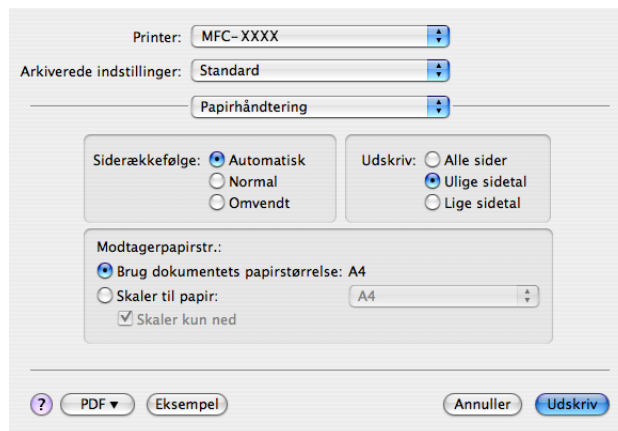 Printer: MFC-XXXX
Arkiverede indstillinger: Standard
Papirhåndtering
Siderækkefølge: Automatisk
Normal
Omvendt
Udskriv: Alle sider
Ulige sidetal
Lige sidetal
Modtagerpapirstr.:
Brug dokumentets papirstørrelse: A4
Skaler til papir: A4
Skaler kun ned
? PDF▼ Eksempel Annuller Udskriv